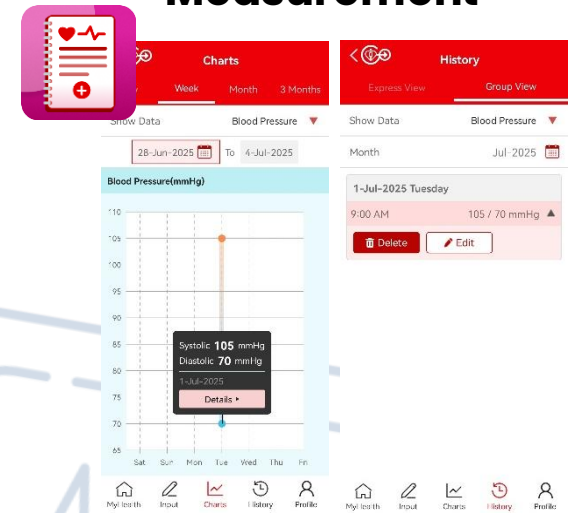 Measurement
Charts
Week Month 3 Months
Show Data Blood Pressure
28-Jun-2025 To 4-Jul-2025
Blood Pressure(mmHg)
110
105
100
95
90
85
80
75
70
65
Systolic 105 mmHg
Diastolic 70 mmHg
1-Jul-2025
Details
Sat Sun Mon Tue Wed Thu Fri
MyHealth Input Charts History Profile
History
Express View Group View
Show Data Blood Pressure
Month Jul-2025
1-Jul-2025 Tuesday
9:00 AM 105 / 70 mmHg
Delete Edit
MyHealth Input Charts History Profile